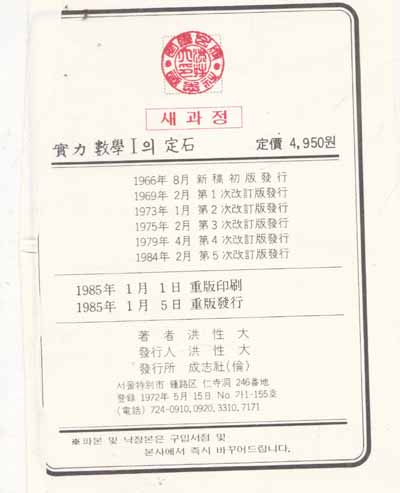 새과정
實力 數學 I 의 定石 定價 4,950원
1966年 8月 新稿初版發行
1969年 2月 第1次改訂版發行
1973年 1月 第2次改訂版發行
1975年 2月 第3次改訂版發行
1979年 4月 第4次改訂版發行
1984年 2月 第5次改訂版發行
1985年 1月 1日 重版印刷
1985年 1月 5日 重版發行
著者 洪性大
發行人 洪性大
發行所 成志社(倫)
서울特別市 鍾路区 仁寺洞 246番地
登錄 1972年 5月 15日 No 가1-155호
(電話) 724-0910, 0920, 3310, 7171
※파본 및 낙장본은 구입서점 및
본사에서 즉시 바꾸어드립니다.